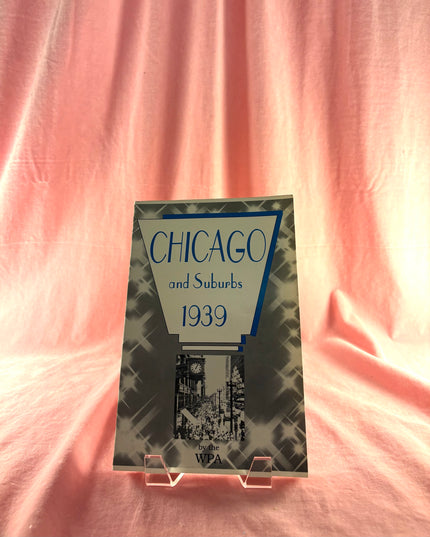 CHICAGO
and Suburbs
1939
by the
WPA